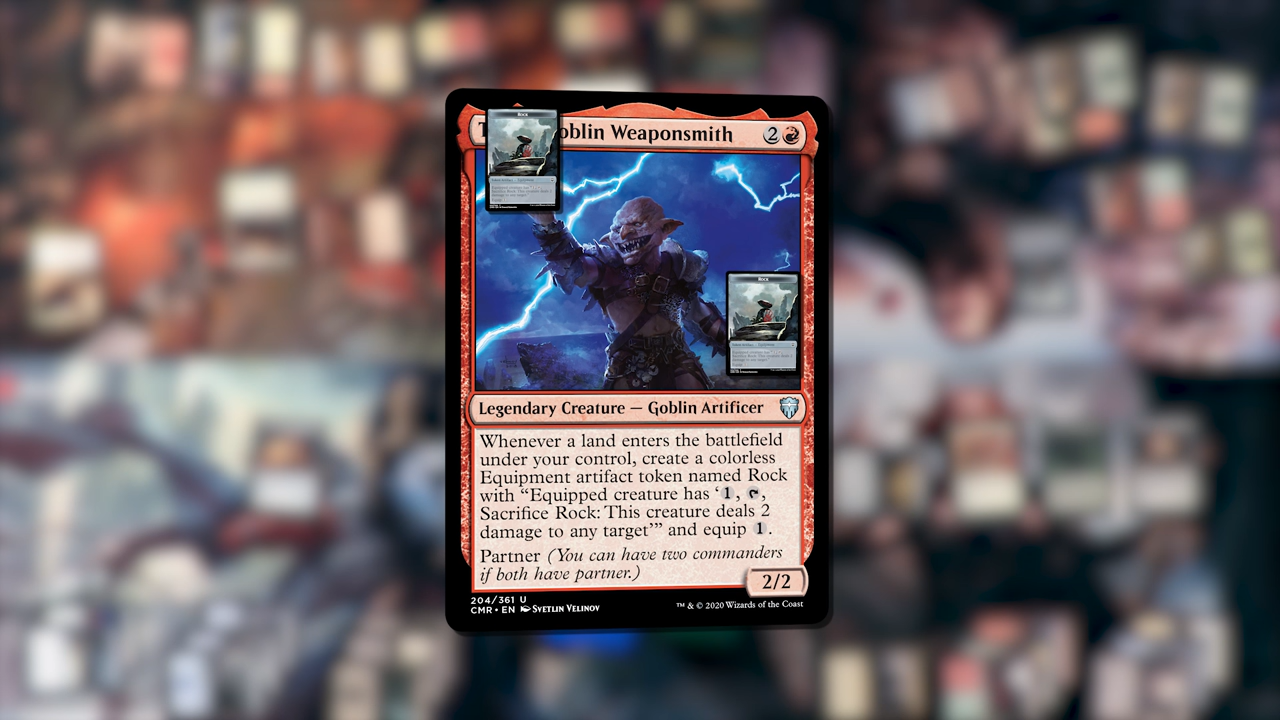 ROCK
oblin Weaponsmith 2
ROCK
Legendary Creature — Goblin Artificer
Whenever a land enters the battlefield
under your control, create a colorless
Equipment artifact token named Rock
with “Equipped creature has ‘1, ,
Sacrifice Rock: This creature deals 2
damage to any target’” and equip 1.
Partner (You can have two commanders
if both have partner.)
2/2
204/361 U
CMR • EN Svetlin Velinov
™ & © 2020 Wizards of the Coast